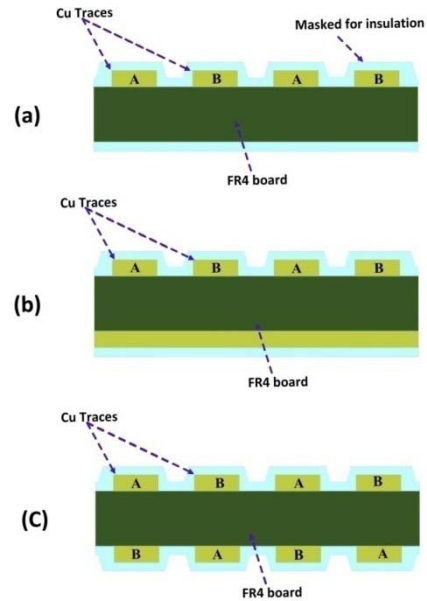 Cu Traces
Masked for insulation
A B A B
(a)
FR4 board
Cu Traces
A B A B
(b)
FR4 board
Cu Traces
A B A B
(C)
B A B A
FR4 board